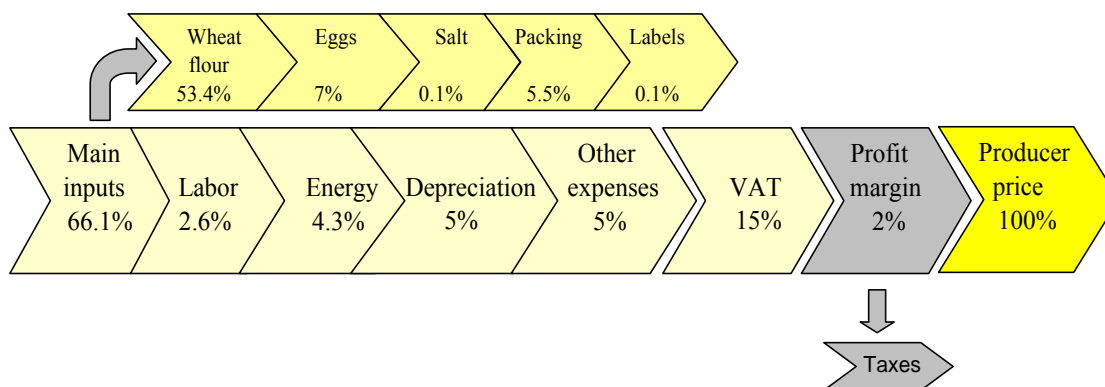 Wheat
flour
53.4%
Eggs
7%
Salt
0.1%
Packing
5.5%
Labels
0.1%
Main
inputs
66.1%
Labor
2.6%
Energy
4.3%
Depreciation
5%
Other
expenses
5%
VAT
15%
Profit
margin
2%
Producer
price
100%
Taxes